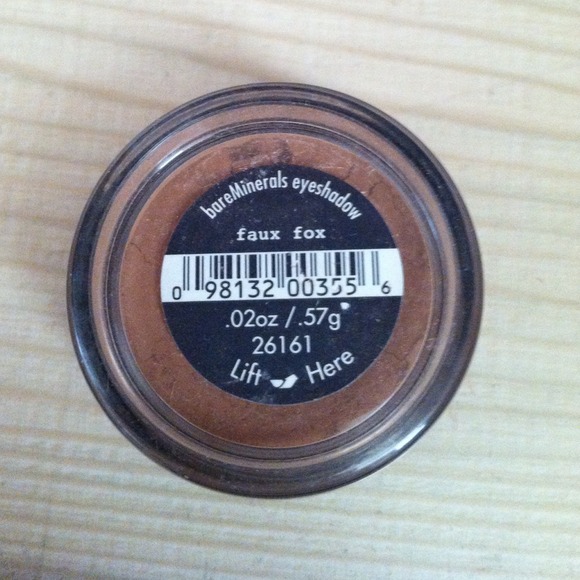 bareMinerals eyeshadow
faux fox
0 98132 00355 6
.02oz / .57g
26161
Lift Here